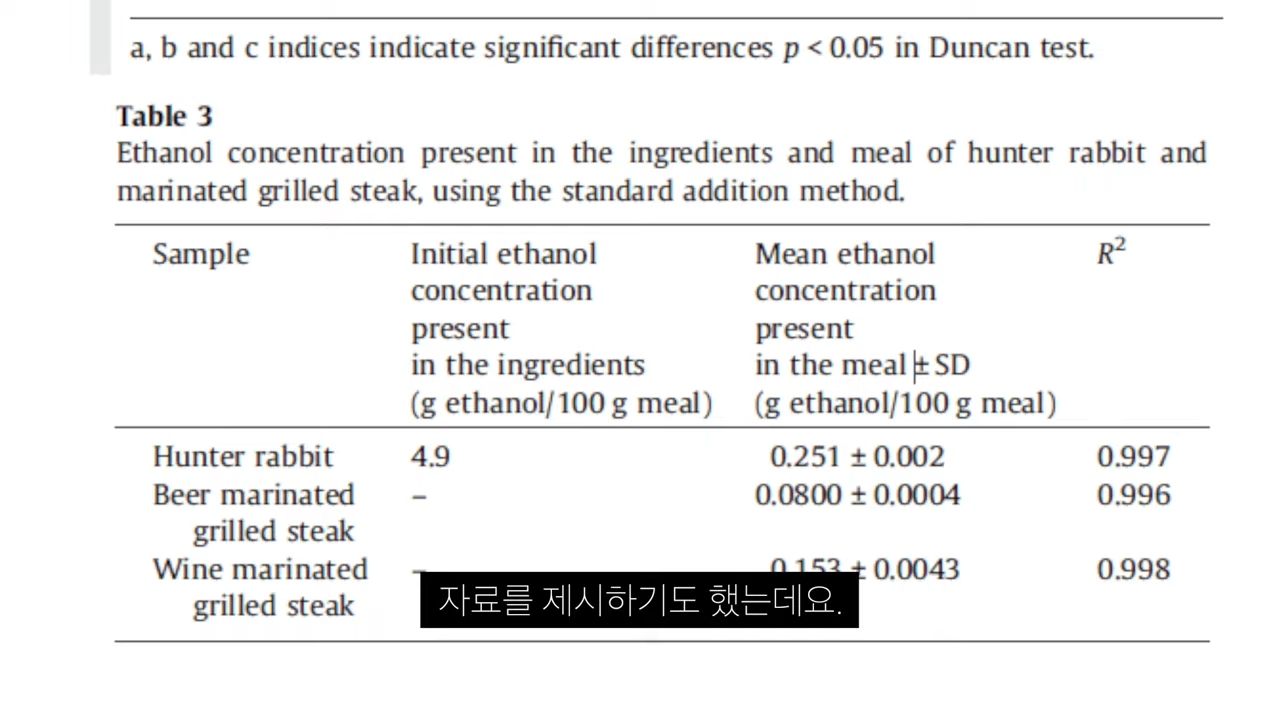 a, b and c indices indicate significant differences p < 0.05 in Duncan test.
Table 3
Ethanol concentration present in the ingredients and meal of hunter rabbit and
marinated grilled steak, using the standard addition method.
Sample Initial ethanol Mean ethanol R²
concentration concentration
present present
in the ingredients in the meal ± SD
(g ethanol/100 g meal) (g ethanol/100 g meal)
Hunter rabbit 4.9 0.251 ± 0.002 0.997
Beer marinated – 0.0800 ± 0.0004 0.996
grilled steak
Wine marinated – 0.153 ± 0.0043 0.998
grilled steak
자료를 제시하기도 했는데요.